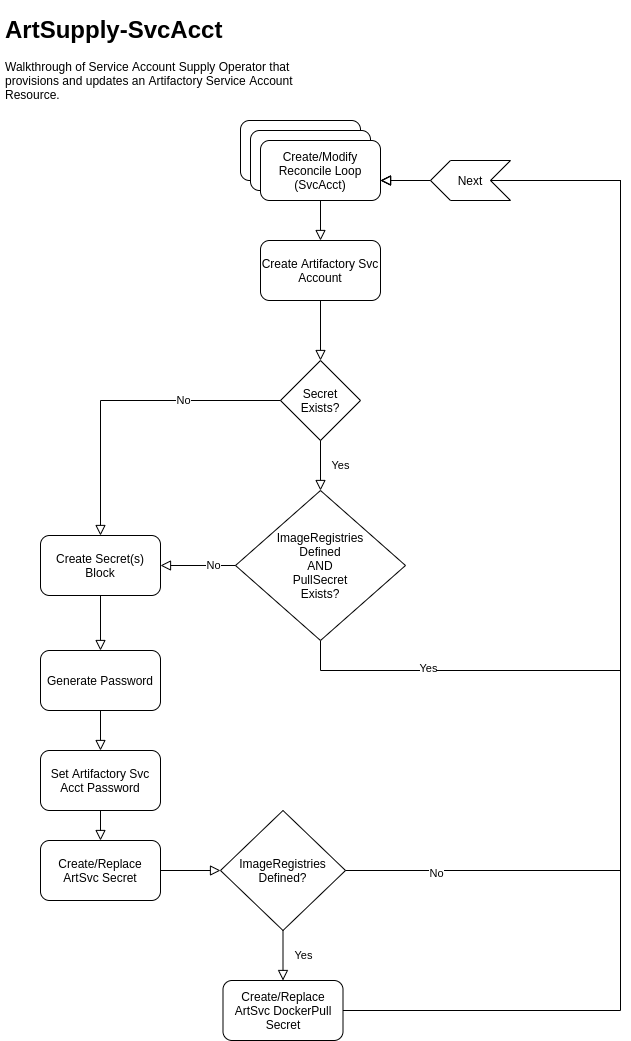 ArtSupply-SvcAcct
Walkthrough of Service Account Supply Operator that
provisions and updates an Artifactory Service Account
Resource.
Create/Modify
Reconcile Loop
(SvcAcct)
Next
Create Artifactory Svc
Account
Secret
Exists?
No
Yes
ImageRegistries
Defined
AND
PullSecret
Exists?
No
Create Secret(s)
Block
Yes
Generate Password
Set Artifactory Svc
Acct Password
Create/Replace
ArtSvc Secret
ImageRegistries
Defined?
No
Yes
Create/Replace
ArtSvc DockerPull
Secret